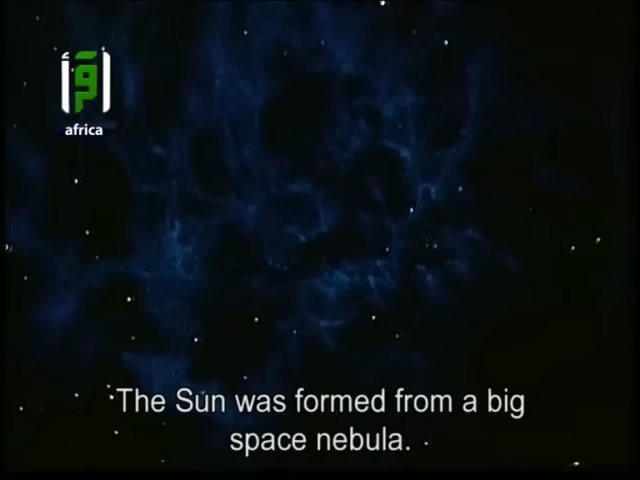 اقرأ
africa
The Sun was formed from a big
space nebula.